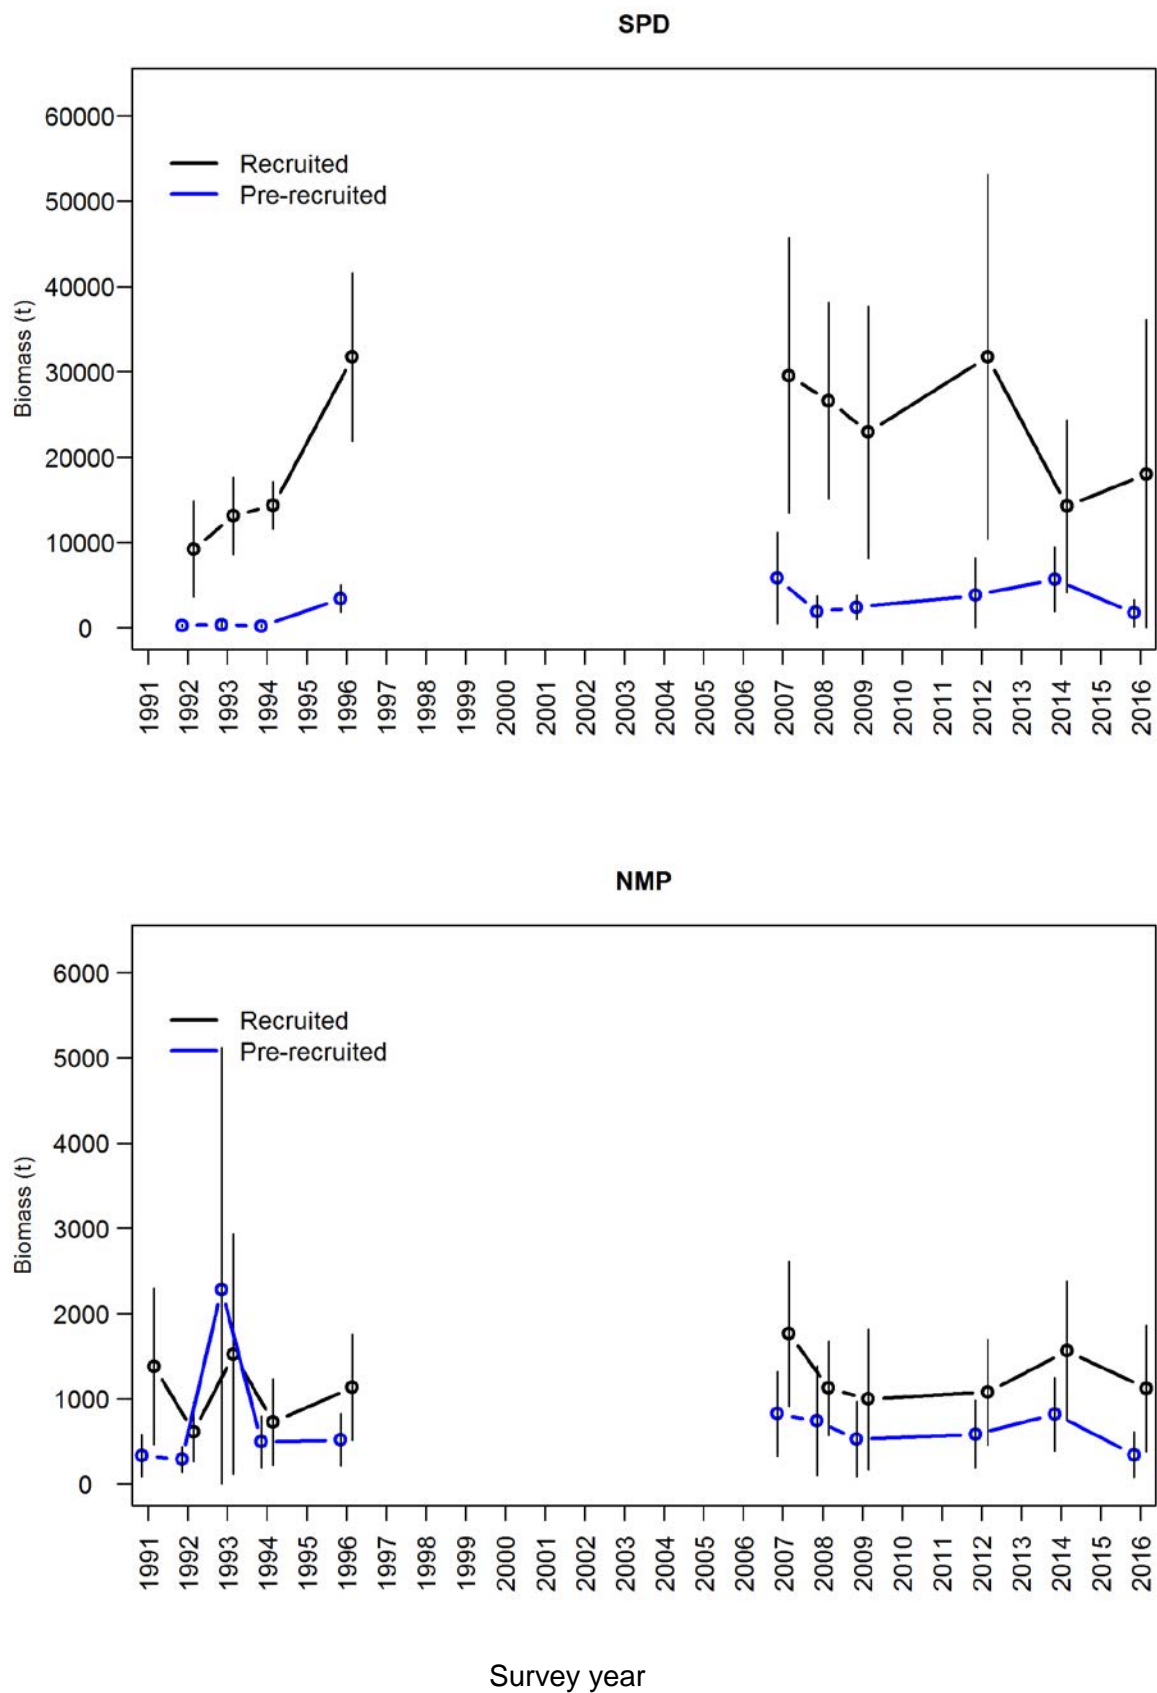 SPD
60000
50000
40000
30000
20000
10000
0
Biomass (t)
Recruited
Pre-recruited
1991 1992 1993 1994 1995 1996 1997 1998 1999 2000 2001 2002 2003 2004 2005 2006 2007 2008 2009 2010 2011 2012 2013 2014 2015 2016
NMP
6000
5000
4000
3000
2000
1000
0
Biomass (t)
Recruited
Pre-recruited
1991 1992 1993 1994 1995 1996 1997 1998 1999 2000 2001 2002 2003 2004 2005 2006 2007 2008 2009 2010 2011 2012 2013 2014 2015 2016
Survey year